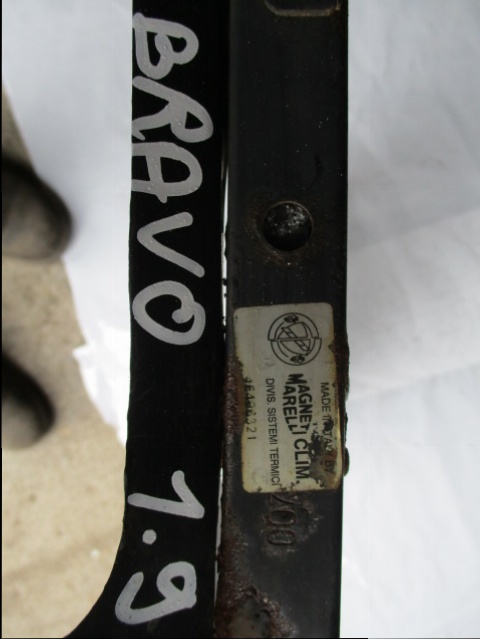 BRAVO 1.9
MADE IN ITALY BY
MAGNETI
MARELLI CLIM.
DIVIS. SISTEMI TERMICI